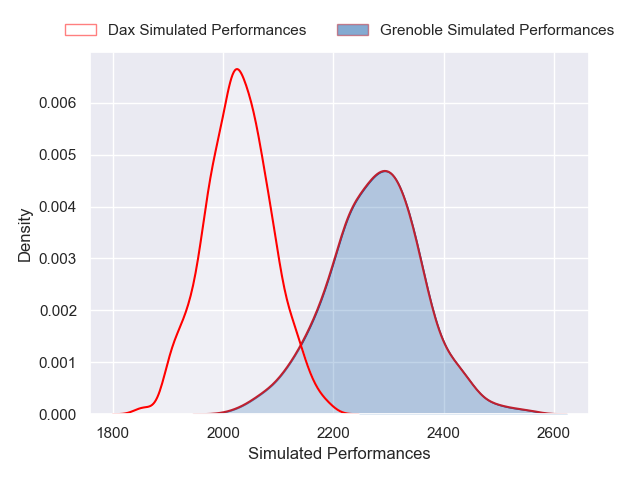 Dax Simulated Performances Grenoble Simulated Performances
0.006
0.005
0.004
0.003
0.002
0.001
0.000
Density
1800 2000 2200 2400 2600
Simulated Performances